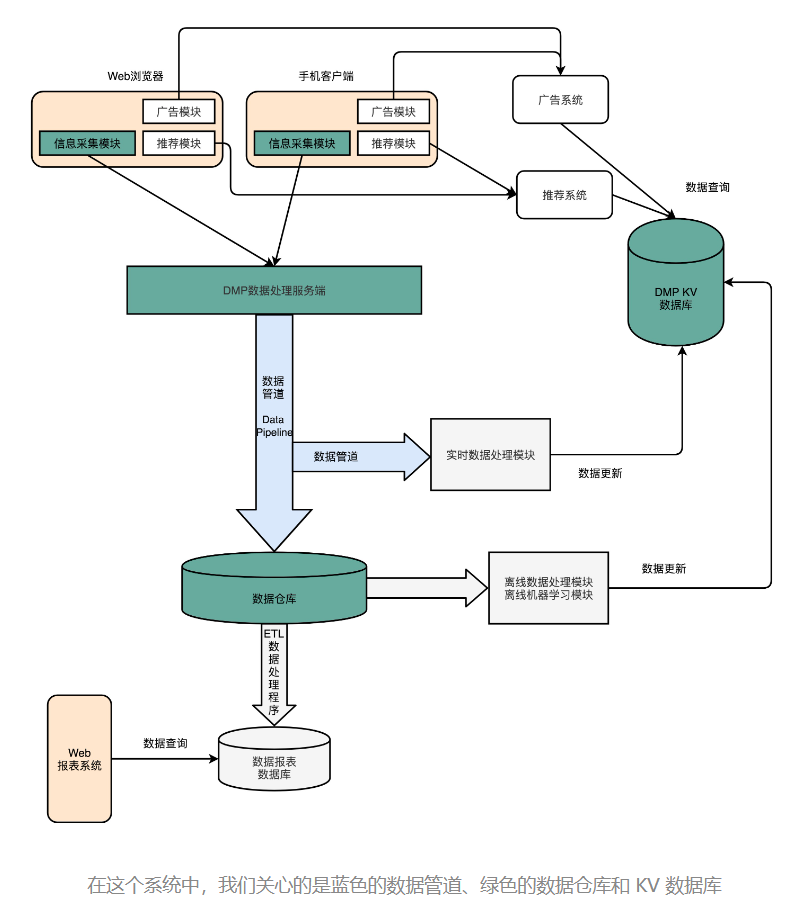 Web浏览器
手机客户端
广告模块
信息采集模块
推荐模块
广告模块
信息采集模块
推荐模块
广告系统
推荐系统
数据查询
DMP KV
数据库
DMP数据处理服务端
数据
管道
Data
Pipeline
数据管道
实时数据处理模块
数据更新
数据仓库
离线数据处理模块
离线机器学习模块
数据更新
ETL
数
据
处
理
程
序
Web
报表系统
数据查询
数据报表
数据库
在这个系统中，我们关心的是蓝色的数据管道、绿色的数据仓库和 KV 数据库